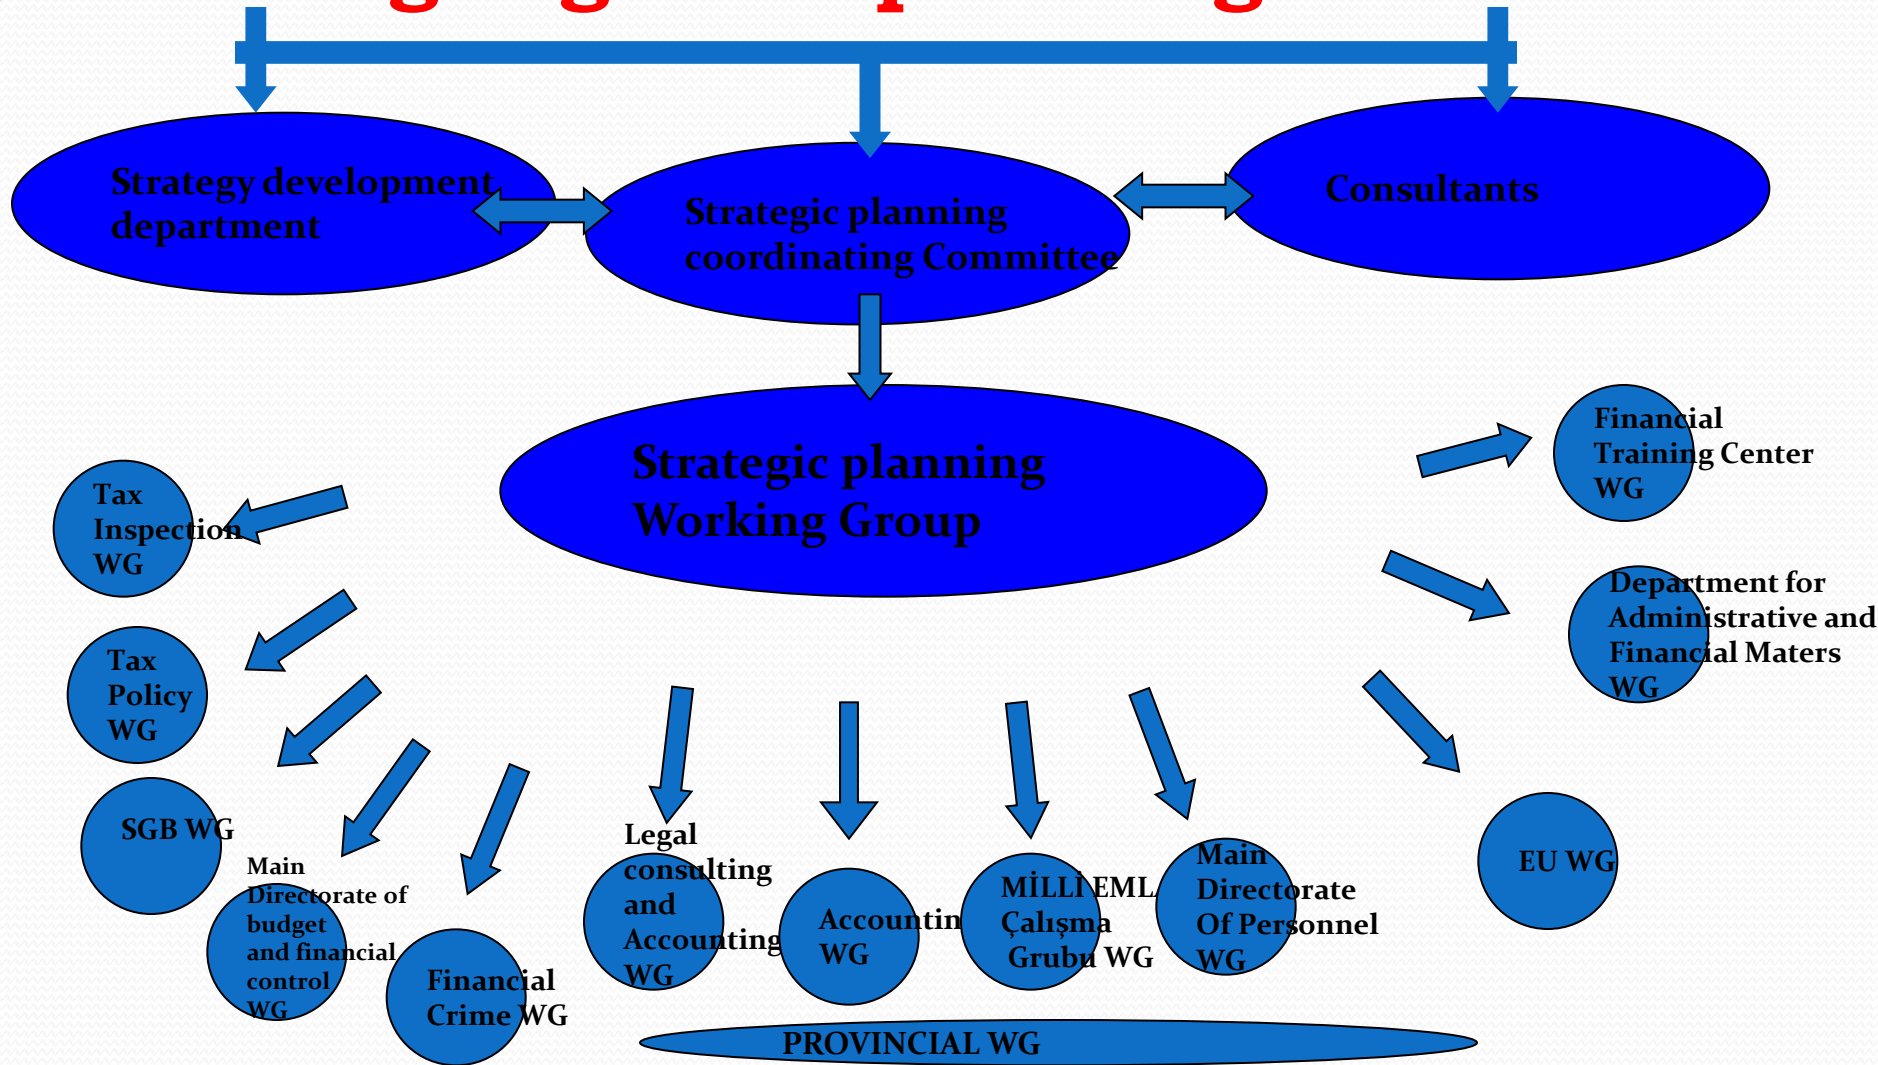 Strategy development
department
Strategic planning
coordinating Committee
Consultants
Strategic planning
Working Group
Financial
Training Center
WG
Tax
Inspection
WG
Department for
Administrative and
Financial Maters
WG
Tax
Policy
WG
SGB WG
Main
Directorate of
budget
and financial
control
WG
Financial
Crime WG
Legal
consulting
and
Accounting
WG
Accountin
WG
MİLLİ EML
Çalışma
Grubu WG
Main
Directorate
Of Personnel
WG
EU WG
PROVINCIAL WG